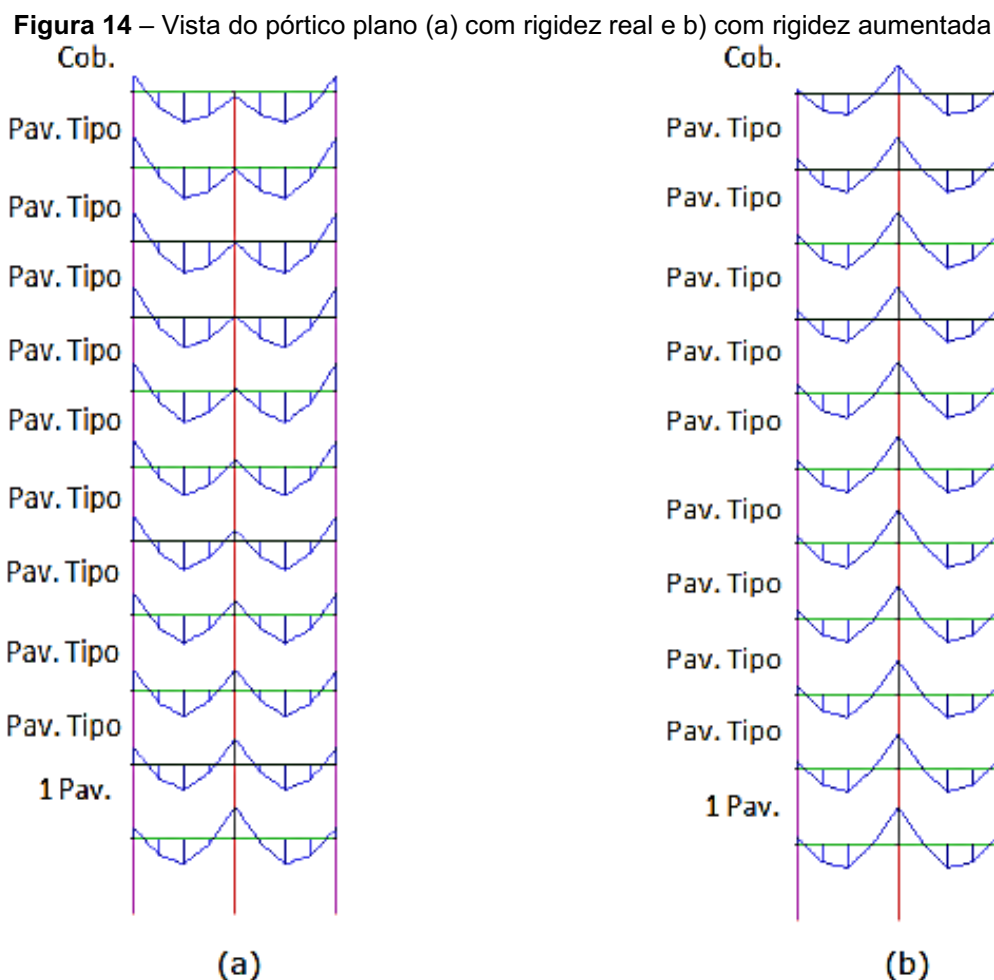 Figura 14 – Vista do pórtico plano (a) com rigidez real e b) com rigidez aumentada
Cob.
Pav. Tipo
Pav. Tipo
Pav. Tipo
Pav. Tipo
Pav. Tipo
Pav. Tipo
Pav. Tipo
Pav. Tipo
Pav. Tipo
1 Pav.
(a)
Cob.
Pav. Tipo
Pav. Tipo
Pav. Tipo
Pav. Tipo
Pav. Tipo
Pav. Tipo
Pav. Tipo
Pav. Tipo
Pav. Tipo
1 Pav.
(b)